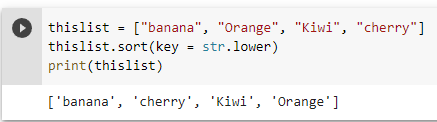 thislist = ["banana", "Orange", "Kiwi", "cherry"]
thislist.sort(key = str.lower)
print(thislist)
['banana', 'cherry', 'Kiwi', 'Orange']